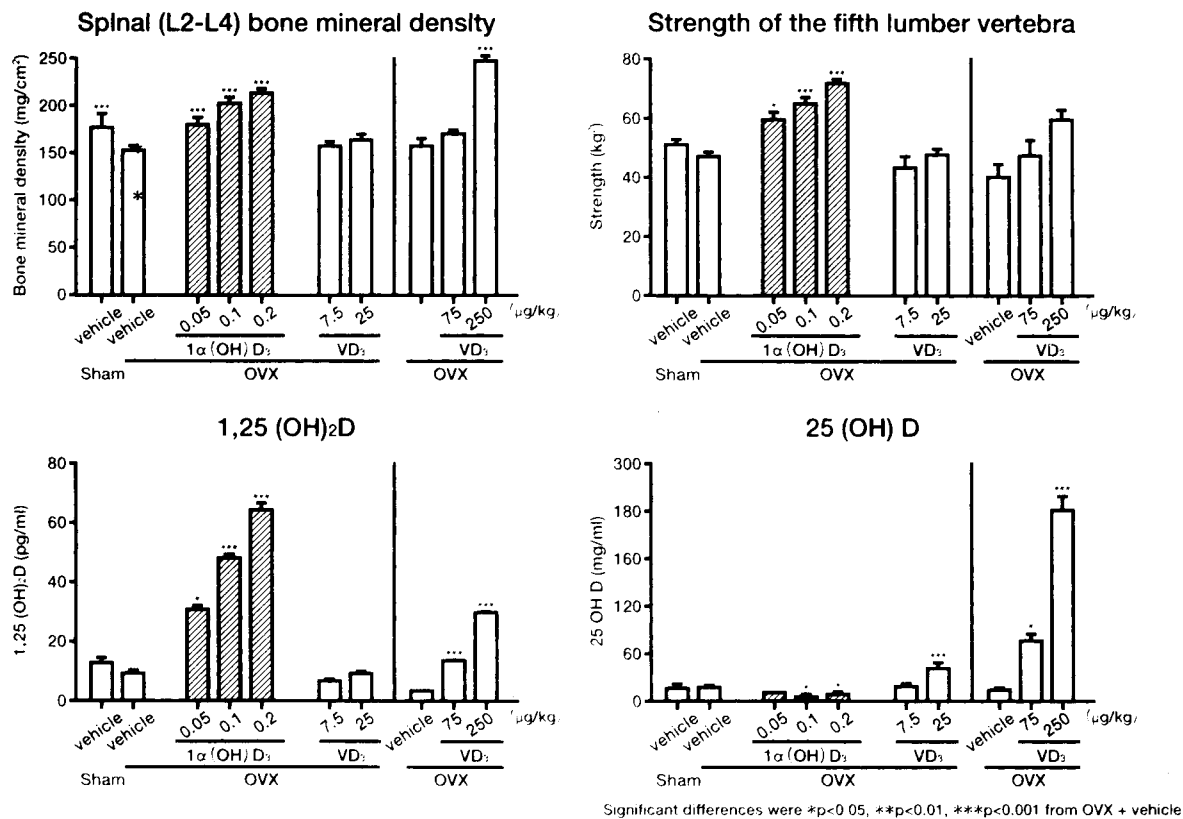 Spinal (L2-L4) bone mineral density
Bone mineral density (mg/cm²)
250
200
150
100
50
0
***
***
***
***
***
*
vehicle
vehicle
0.05
0.1
0.2
7.5
25
75
250
(μg/kg)
1α(OH) D₃
VD₃
VD₃
Sham
OVX
OVX
Strength of the fifth lumber vertebra
Strength (kg)
80
60
40
20
0
*
***
***
vehicle
vehicle
0.05
0.1
0.2
7.5
25
vehicle
75
250
(μg/kg)
1α(OH) D₃
VD₃
VD₃
Sham
OVX
OVX
1,25 (OH)₂D
1,25 (OH)₂D (pg/ml)
80
60
40
20
0
*
***
***
***
***
vehicle
vehicle
0.05
0.1
0.2
7.5
25
vehicle
75
250
(μg/kg)
1α(OH) D₃
VD₃
VD₃
Sham
OVX
OVX
25 (OH) D
25 OH D (mg/ml)
300
180
160
120
60
0
*
*
***
*
***
vehicle
vehicle
0.05
0.1
0.2
7.5
25
vehicle
75
250
(μg/kg)
1α(OH) D₃
VD₃
VD₃
Sham
OVX
OVX
Significant differences were *p<0.05, **p<0.01, ***p<0.001 from OVX + vehicle